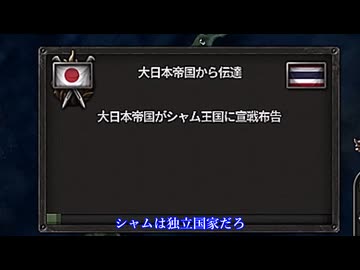 大日本帝国から伝達
大日本帝国がシャム王国に宣戦布告
シャムは独立国家だろ